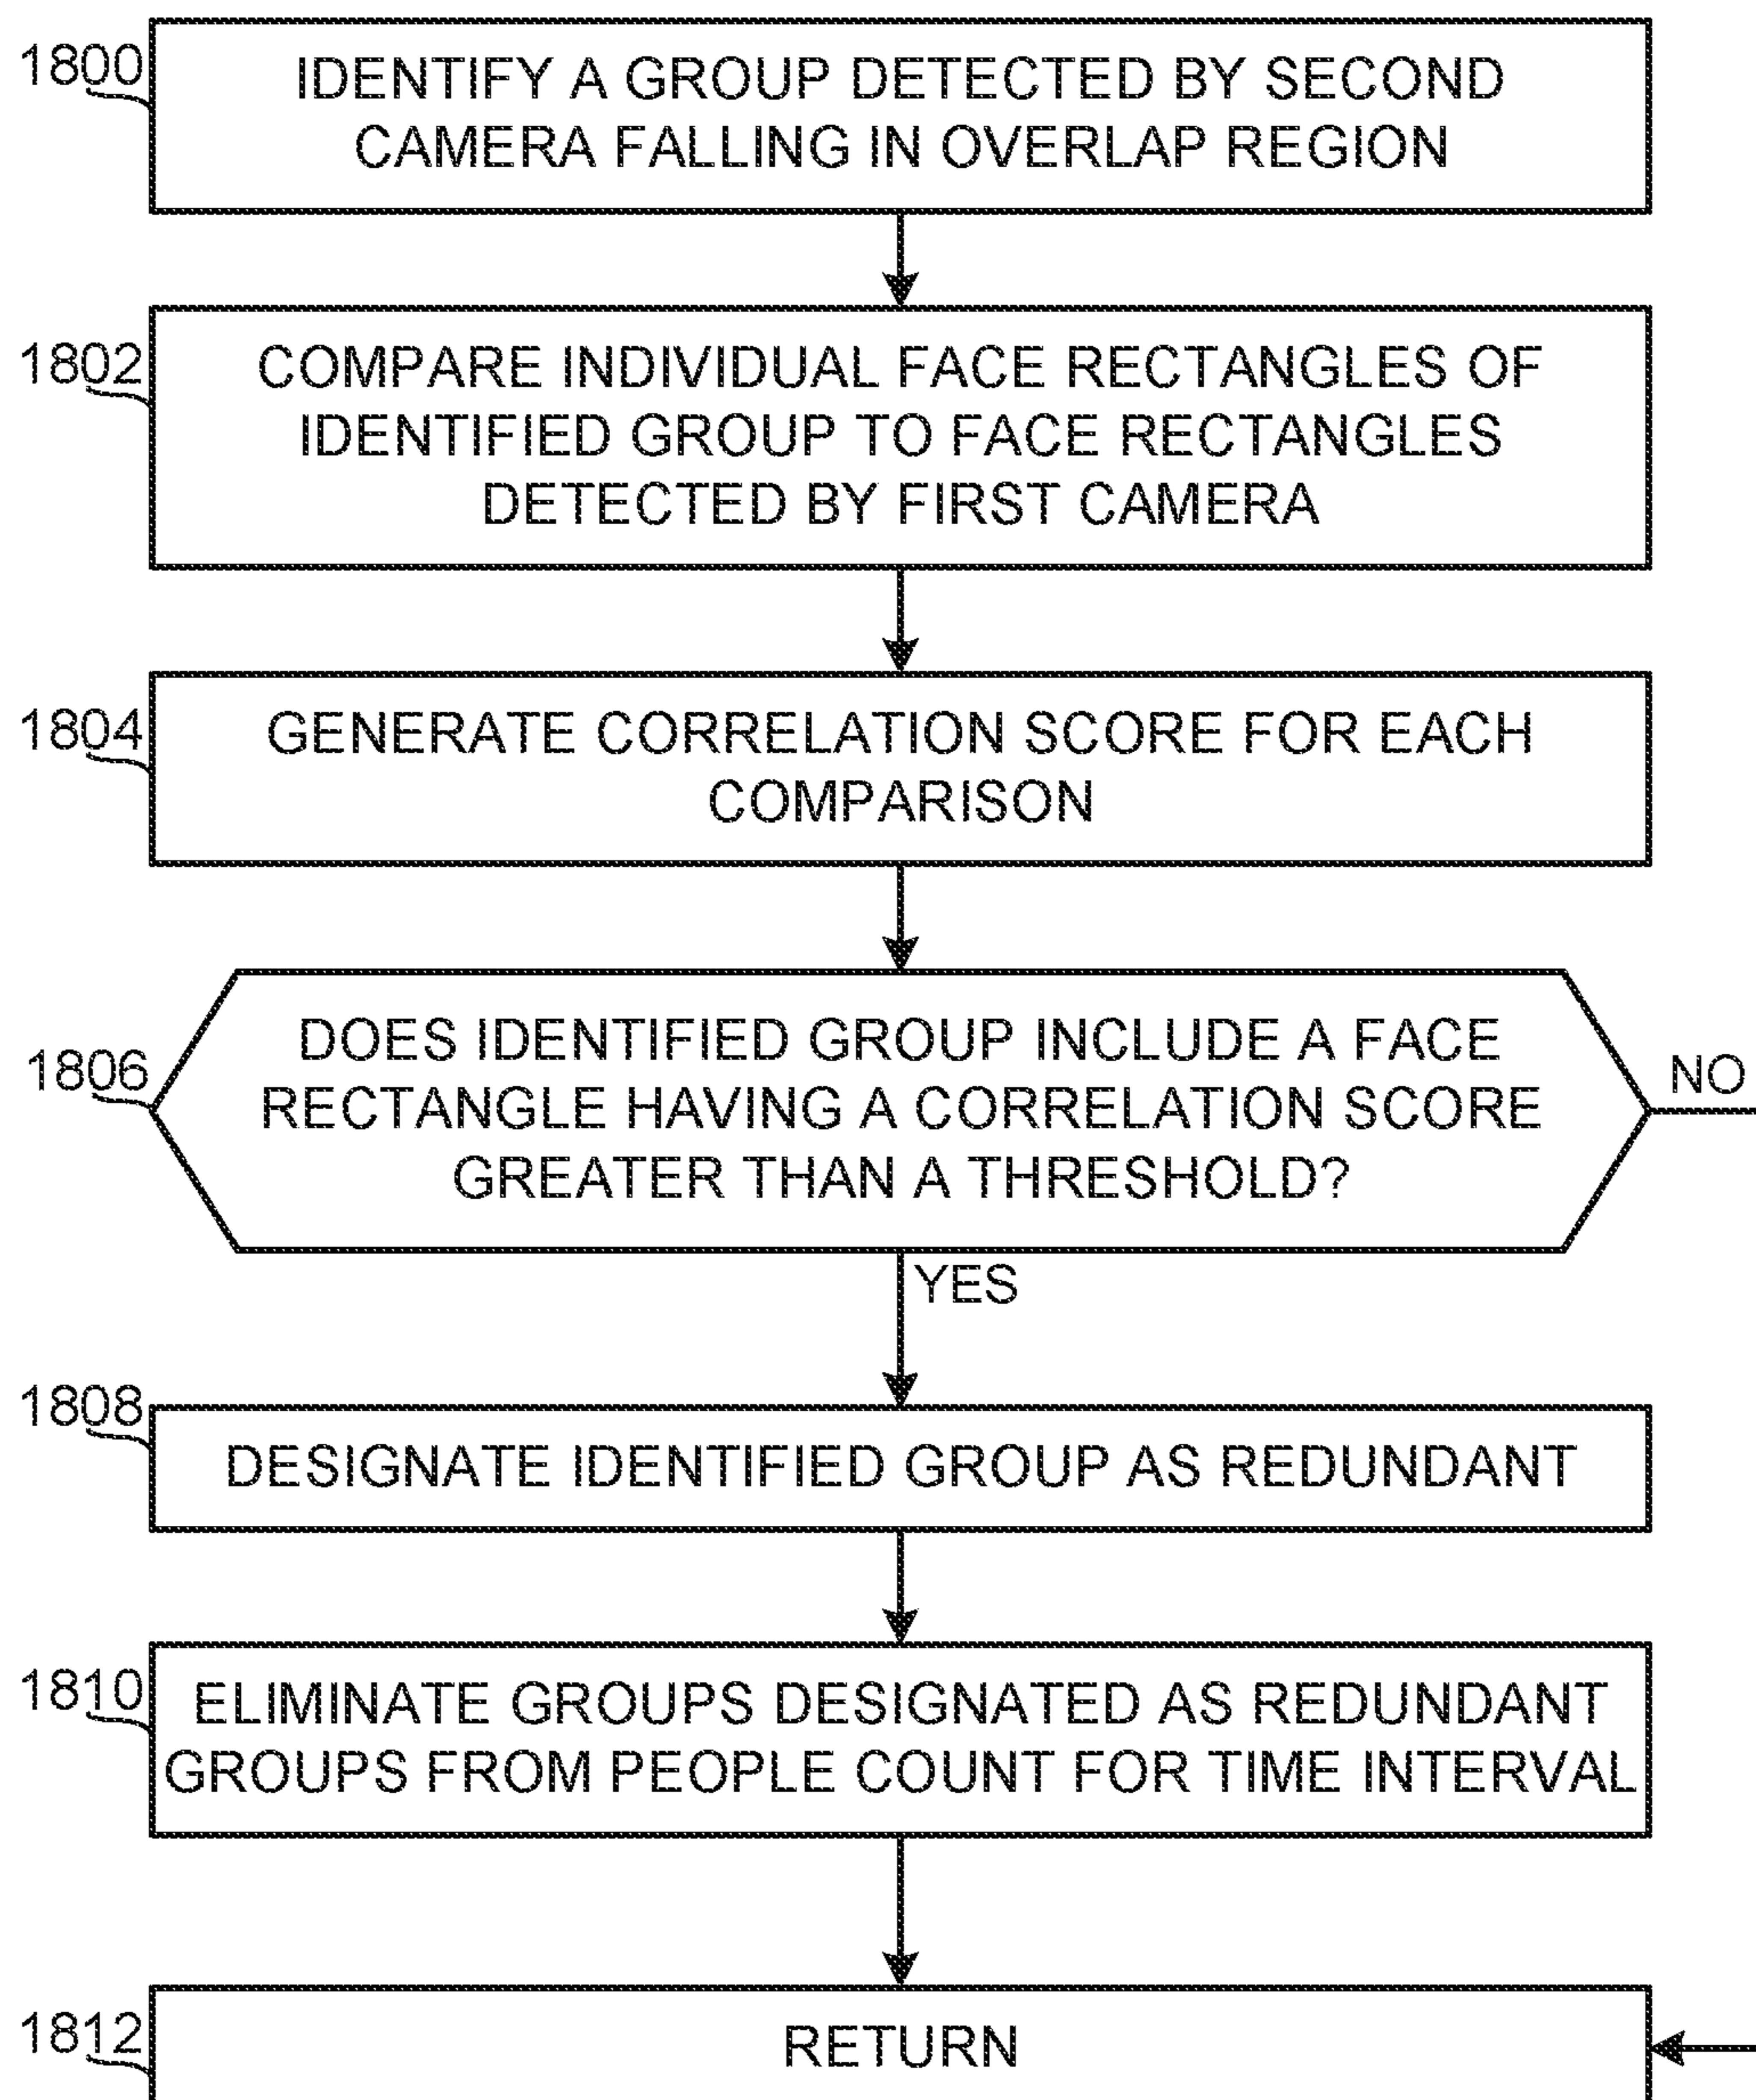 1800
IDENTIFY A GROUP DETECTED BY SECOND
CAMERA FALLING IN OVERLAP REGION
1802
COMPARE INDIVIDUAL FACE RECTANGLES OF
IDENTIFIED GROUP TO FACE RECTANGLES
DETECTED BY FIRST CAMERA
1804
GENERATE CORRELATION SCORE FOR EACH
COMPARISON
1806
DOES IDENTIFIED GROUP INCLUDE A FACE
RECTANGLE HAVING A CORRELATION SCORE
GREATER THAN A THRESHOLD?
NO
YES
1808
DESIGNATE IDENTIFIED GROUP AS REDUNDANT
1810
ELIMINATE GROUPS DESIGNATED AS REDUNDANT
GROUPS FROM PEOPLE COUNT FOR TIME INTERVAL
1812
RETURN